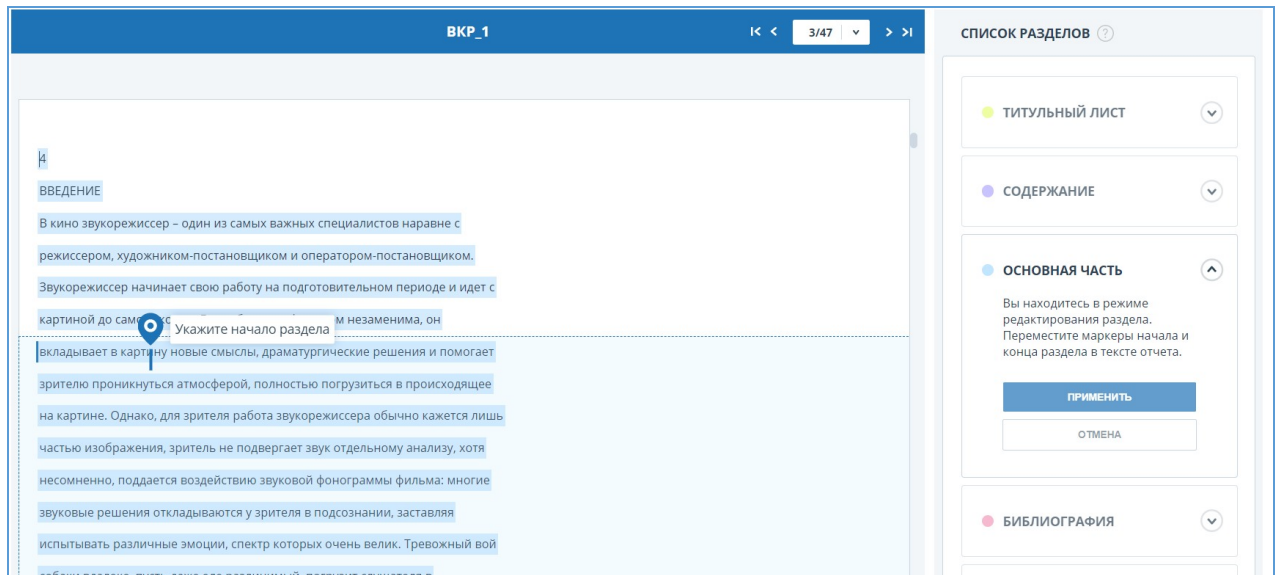 ВКР_1
3/47
СПИСОК РАЗДЕЛОВ ?
4
ВВЕДЕНИЕ
В кино звукорежиссер – один из самых важных специалистов наравне с
режиссером, художником-постановщиком и оператором-постановщиком.
Звукорежиссер начинает свою работу на подготовительном периоде и идет с
картиной до незаменима, он
Укажите начало раздела
вкладывает в картину новые смыслы, драматургические решения и помогает
зрителю проникнуться атмосферой, полностью погрузиться в происходящее
на картине. Однако, для зрителя работа звукорежиссера обычно кажется лишь
частью изображения, зритель не подвергает звук отдельному анализу, хотя
несомненно, поддается воздействию звуковой фонограммы фильма: многие
звуковые решения откладываются у зрителя в подсознании, заставляя
испытывать различные эмоции, спектр которых очень велик. Тревожный вой
ТИТУЛЬНЫЙ ЛИСТ
СОДЕРЖАНИЕ
ОСНОВНАЯ ЧАСТЬ
Вы находитесь в режиме
редактирования раздела.
Переместите маркеры начала и
конца раздела в тексте отчета.
ПРИМЕНИТЬ
ОТМЕНА
БИБЛИОГРАФИЯ